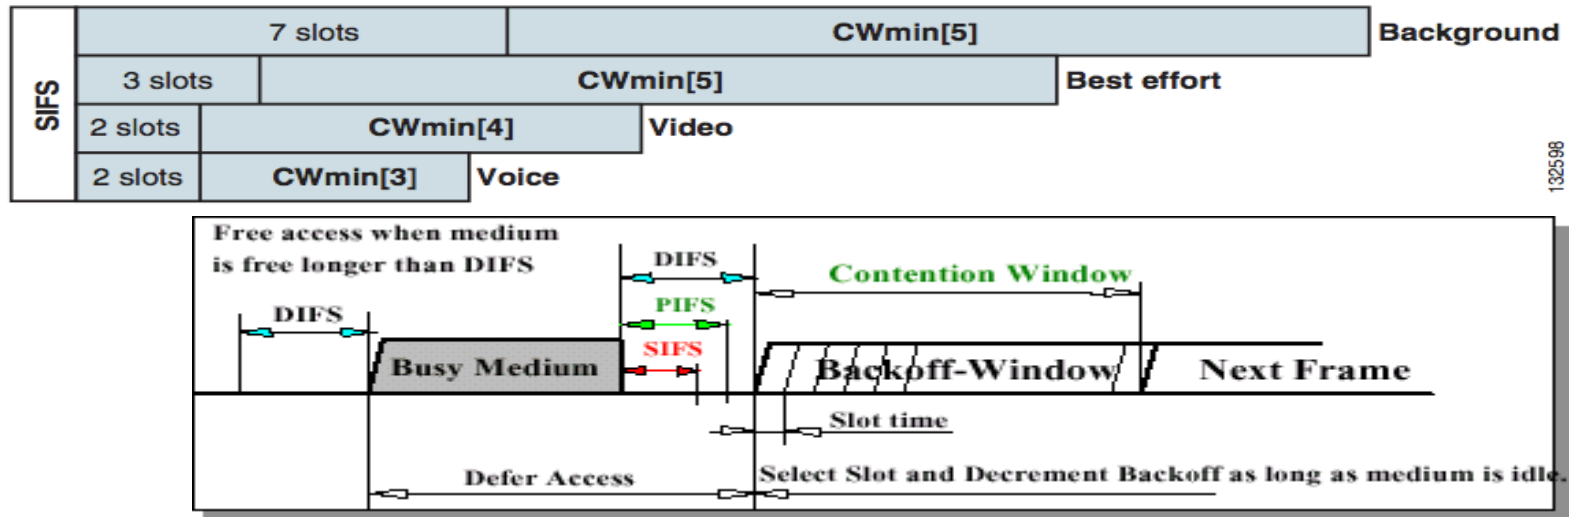 SIFS
7 slots CWmin[5] Background
3 slots CWmin[5] Best effort
2 slots CWmin[4] Video
2 slots CWmin[3] Voice
132598
Free access when medium
is free longer than DIFS
DIFS
DIFS
PIFS
SIFS
Contention Window
Busy Medium
Backoff-Window
Next Frame
Slot time
Defer Access
Select Slot and Decrement Backoff as long as medium is idle.